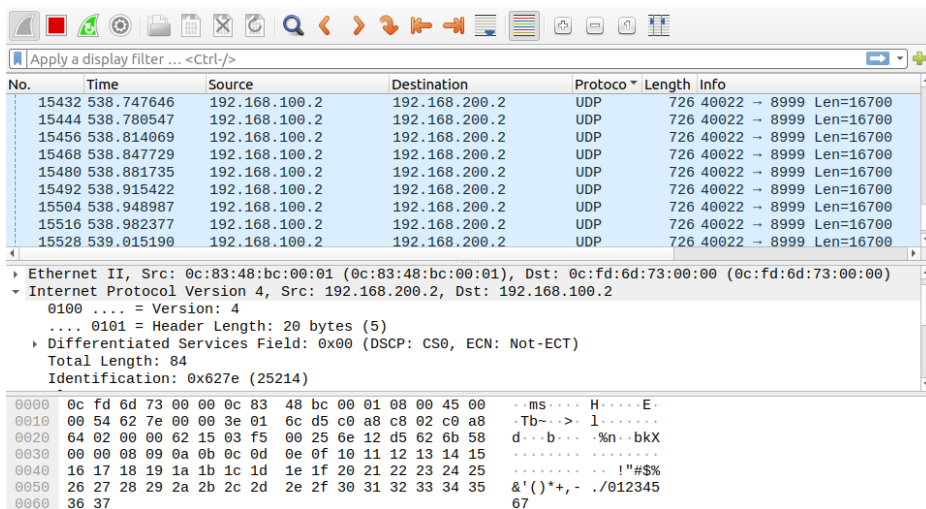 Apply a display filter ... <Ctrl-/>
No. Time Source Destination Protoco Length Info
15432 538.747646 192.168.100.2 192.168.200.2 UDP 726 40022 → 8999 Len=16700
15444 538.780547 192.168.100.2 192.168.200.2 UDP 726 40022 → 8999 Len=16700
15456 538.814069 192.168.100.2 192.168.200.2 UDP 726 40022 → 8999 Len=16700
15468 538.847729 192.168.100.2 192.168.200.2 UDP 726 40022 → 8999 Len=16700
15480 538.881735 192.168.100.2 192.168.200.2 UDP 726 40022 → 8999 Len=16700
15492 538.915422 192.168.100.2 192.168.200.2 UDP 726 40022 → 8999 Len=16700
15504 538.948987 192.168.100.2 192.168.200.2 UDP 726 40022 → 8999 Len=16700
15516 538.982377 192.168.100.2 192.168.200.2 UDP 726 40022 → 8999 Len=16700
15528 539.015190 192.168.100.2 192.168.200.2 UDP 726 40022 → 8999 Len=16700
Ethernet II, Src: 0c:83:48:bc:00:01 (0c:83:48:bc:00:01), Dst: 0c:fd:6d:73:00:00 (0c:fd:6d:73:00:00)
Internet Protocol Version 4, Src: 192.168.200.2, Dst: 192.168.100.2
0100 .... = Version: 4
.... 0101 = Header Length: 20 bytes (5)
Differentiated Services Field: 0x00 (DSCP: CS0, ECN: Not-ECT)
Total Length: 84
Identification: 0x627e (25214)
0000 0c fd 6d 73 00 00 0c 83 48 bc 00 01 08 00 45 00 ··ms···· H·····E·
0010 00 54 62 7e 00 00 3e 01 6c d5 c0 a8 c8 02 c0 a8 ·Tb~··>· l·······
0020 64 02 00 00 62 15 03 f5 00 25 6e 12 d5 62 6b 58 d···b··· ·%n··bkX
0030 00 00 08 09 0a 0b 0c 0d 0e 0f 10 11 12 13 14 15 ········ ········
0040 16 17 18 19 1a 1b 1c 1d 1e 1f 20 21 22 23 24 25 ········ ·· !"#$%
0050 26 27 28 29 2a 2b 2c 2d 2e 2f 30 31 32 33 34 35 &'()*+,- ./012345
0060 36 37 67